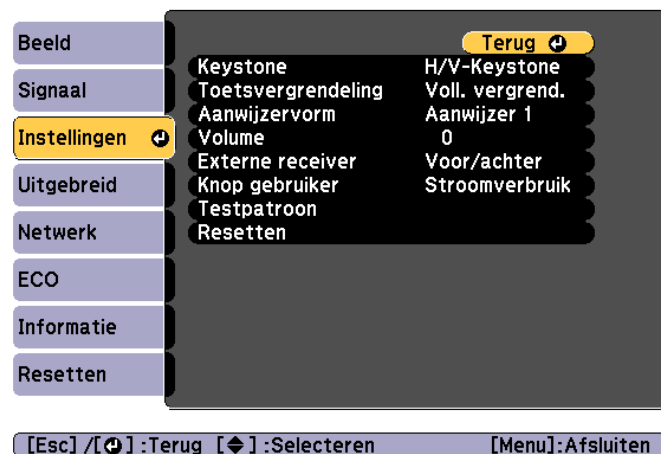 Beeld
Signaal
Instellingen
Uitgebreid
Netwerk
ECO
Informatie
Resetten
Terug
Keystone H/V-Keystone
Toetsvergrendeling Voll. vergrend.
Aanwijzervorm Aanwijzer 1
Volume 0
Externe receiver Voor/achter
Knop gebruiker Stroomverbruik
Testpatroon
Resetten
[Esc] /[ ] :Terug [ ] :Selecteren [Menu]:Afsluiten